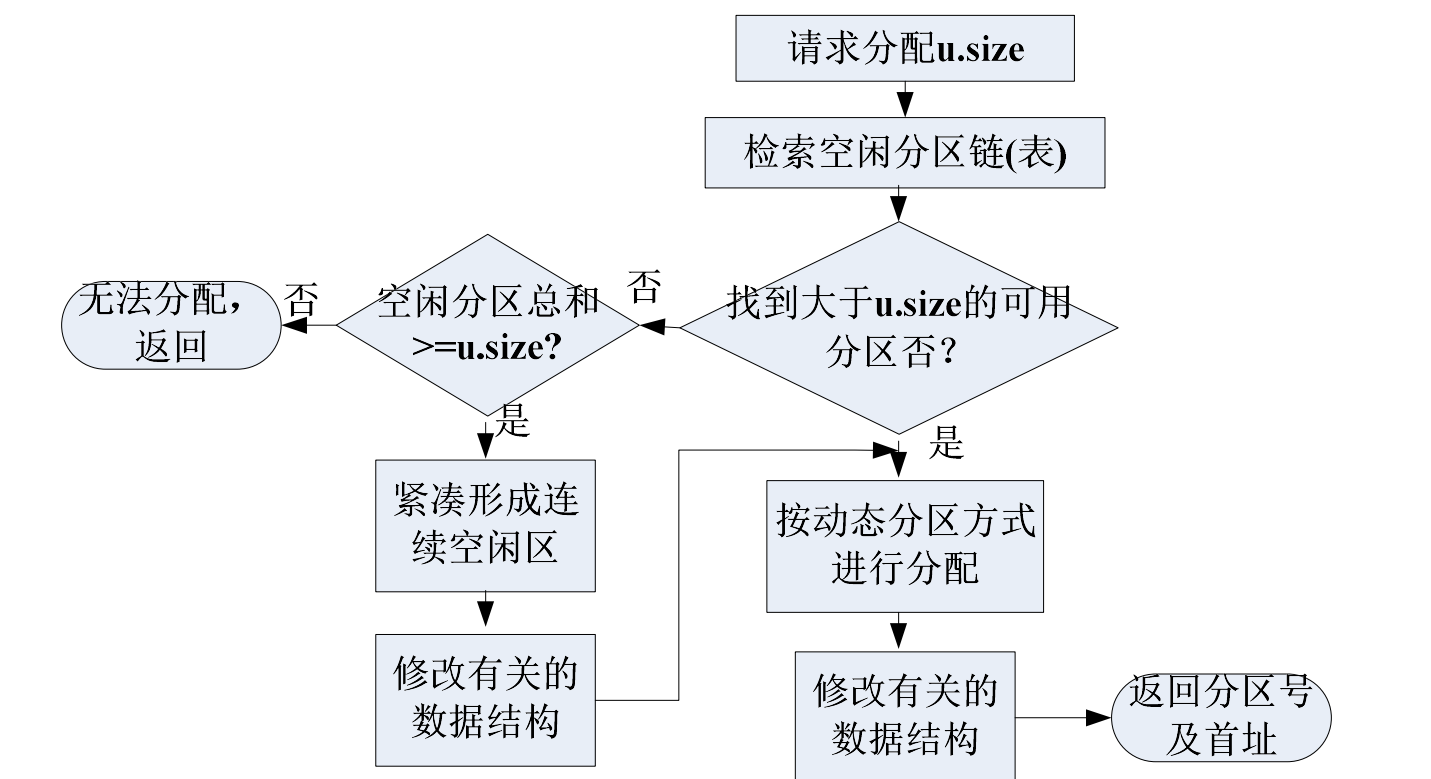 请求分配u.size
检索空闲分区链(表)
找到大于u.size的可用
分区否？
否
空闲分区总和
>=u.size?
否
无法分配，
返回
是
紧凑形成连
续空闲区
修改有关的
数据结构
是
按动态分区方式
进行分配
修改有关的
数据结构
返回分区号
及首址